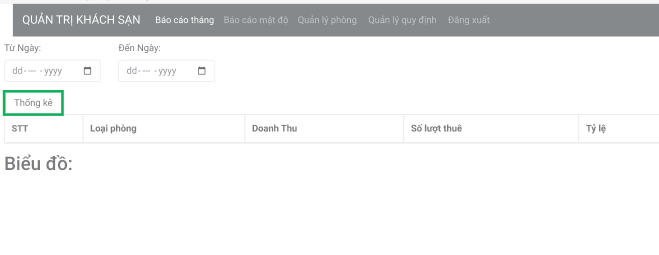 QUẢN TRỊ KHÁCH SẠN Báo cáo tháng Báo cáo mật độ Quản lý phòng Quản lý quy định Đăng xuất
Từ Ngày: Đến Ngày:
dd----yyyy dd----yyyy
Thống kê
STT Loại phòng Doanh Thu Số lượt thuê Tỷ lệ
Biểu đồ: